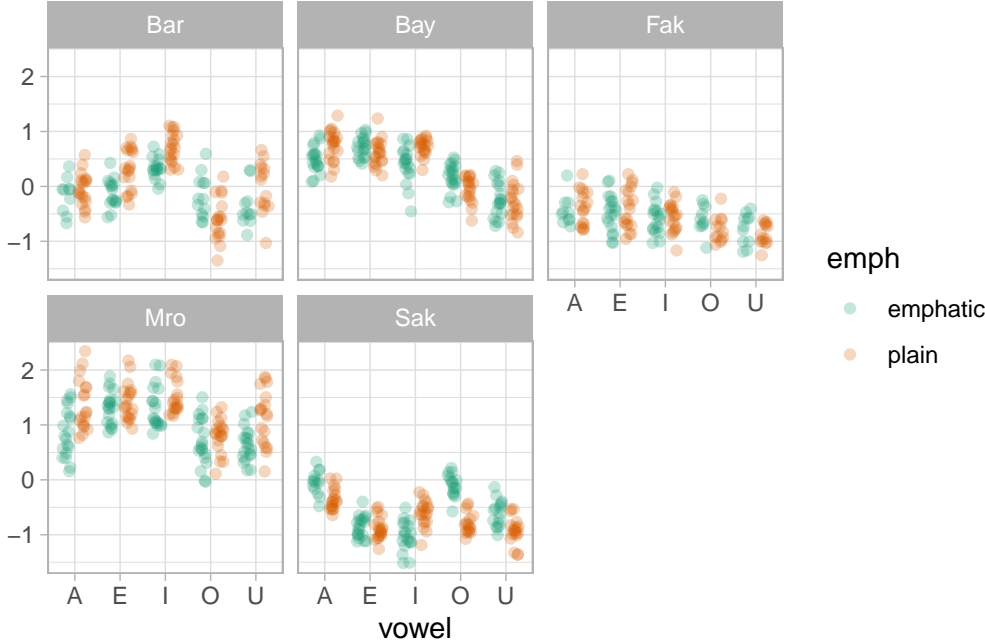 Bar Bay Fak
2
1
0
−1
A E I O U
Mro Sak
2
1
0
−1
A E I O U A E I O U
vowel
emph
emphatic
plain